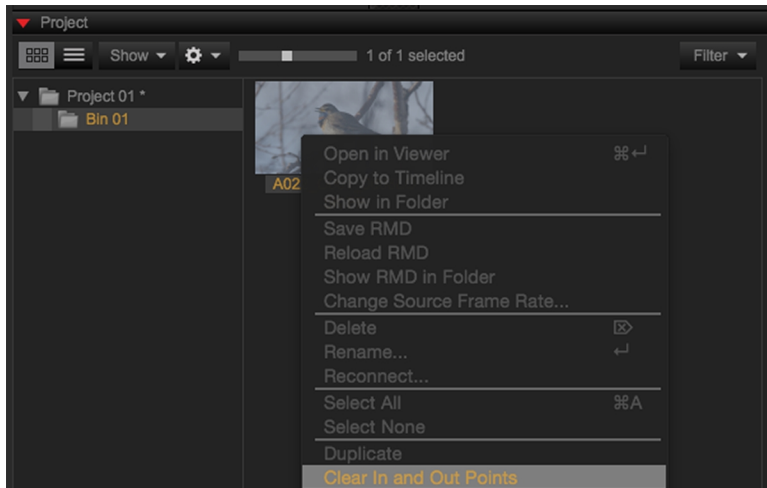 Project
Show
1 of 1 selected
Filter
Project 01 *
Bin 01
A02
Open in Viewer ⌘↩
Copy to Timeline
Show in Folder
Save RMD
Reload RMD
Show RMD in Folder
Change Source Frame Rate...
Delete ⌦
Rename... ↩
Reconnect...
Select All ⌘A
Select None
Duplicate
Clear In and Out Points